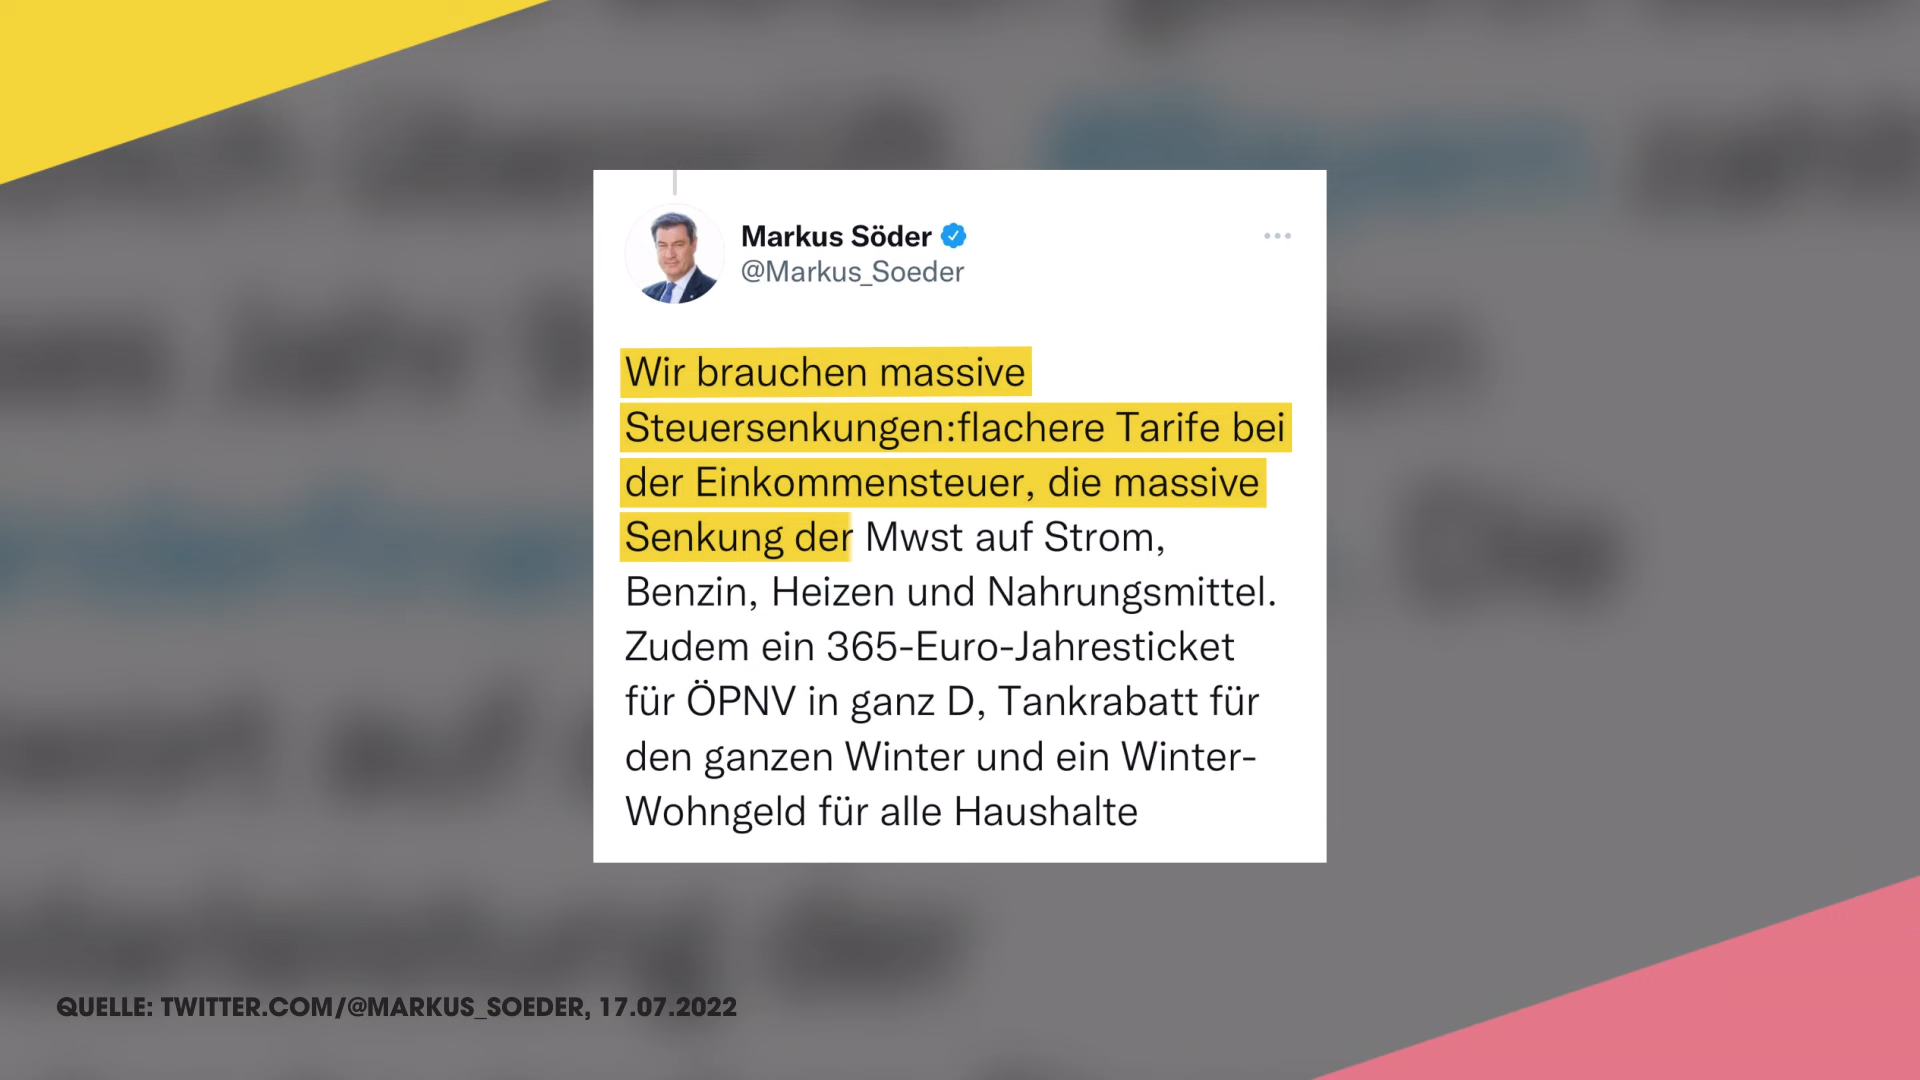 Markus Söder
@Markus_Soeder
Wir brauchen massive
Steuersenkungen:flachere Tarife bei
der Einkommensteuer, die massive
Senkung der Mwst auf Strom,
Benzin, Heizen und Nahrungsmittel.
Zudem ein 365-Euro-Jahresticket
für ÖPNV in ganz D, Tankrabatt für
den ganzen Winter und ein Winter-
Wohngeld für alle Haushalte
QUELLE: TWITTER.COM/@MARKUS_SOEDER, 17.07.2022